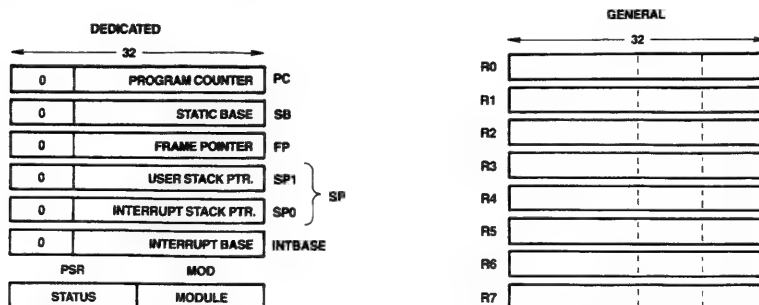 DEDICATED
32
0 PROGRAM COUNTER PC
0 STATIC BASE SB
0 FRAME POINTER FP
0 USER STACK PTR. SP1
SP
0 INTERRUPT STACK PTR. SP0
0 INTERRUPT BASE INTBASE
PSR MOD
STATUS MODULE
GENERAL
32
R0
R1
R2
R3
R4
R5
R6
R7